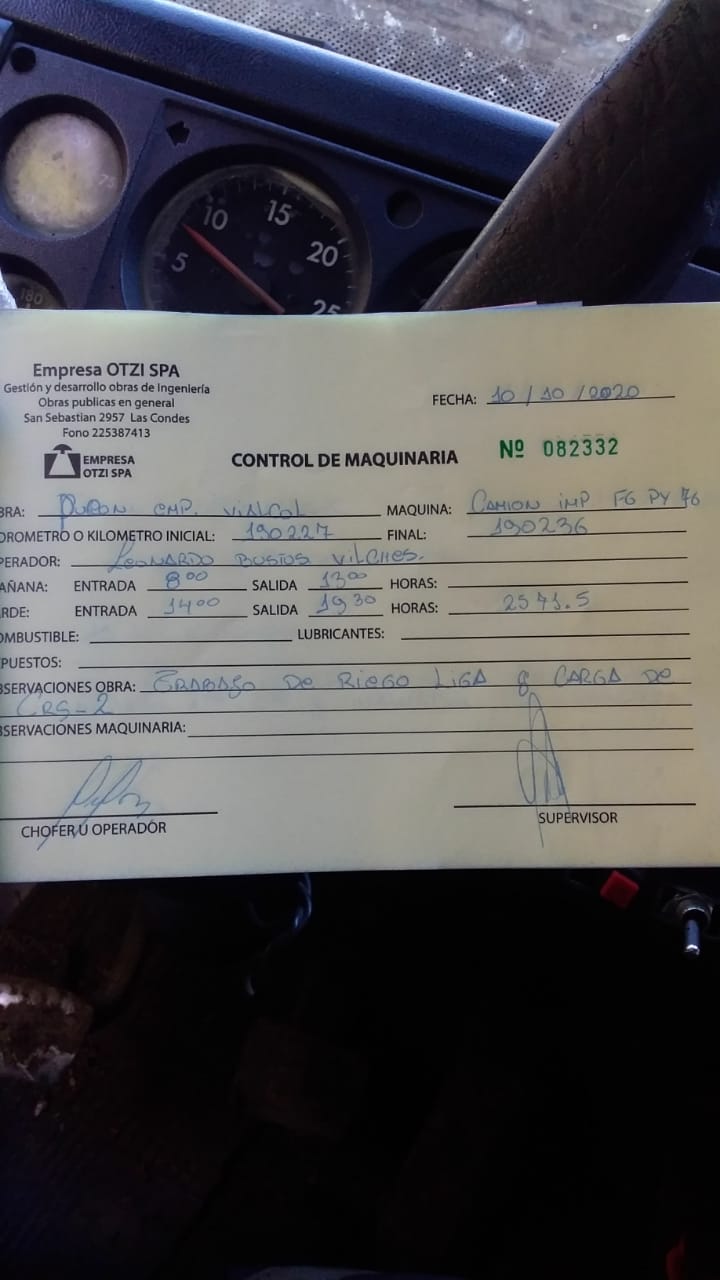 10 15 20
5 25
180
Empresa OTZI SPA
Gestión y desarrollo obras de Ingeniería
Obras publicas en general
San Sebastian 2957 Las Condes
Fono 225387413
FECHA: 10/10/2020
EMPRESA
OTZI SPA
CONTROL DE MAQUINARIA
Nº 082332
BRA: EMP. VIALCOL MAQUINA: CAMION IMP FG PY 76
OROMETRO O KILOMETRO INICIAL: 190227 FINAL: 190236
PERADOR: LEONARDO BUSTOS VILCHES.
AÑANA: ENTRADA 8:00 SALIDA 13:00 HORAS:
RDE: ENTRADA 14:00 SALIDA 19:30 HORAS: 2571.5
OMBUSTIBLE: LUBRICANTES:
PUESTOS:
BSERVACIONES OBRA: TRABAJO DE RIEGO LIGA & CARGA DE
CRS-2
BSERVACIONES MAQUINARIA:
CHOFER U OPERADOR
SUPERVISOR